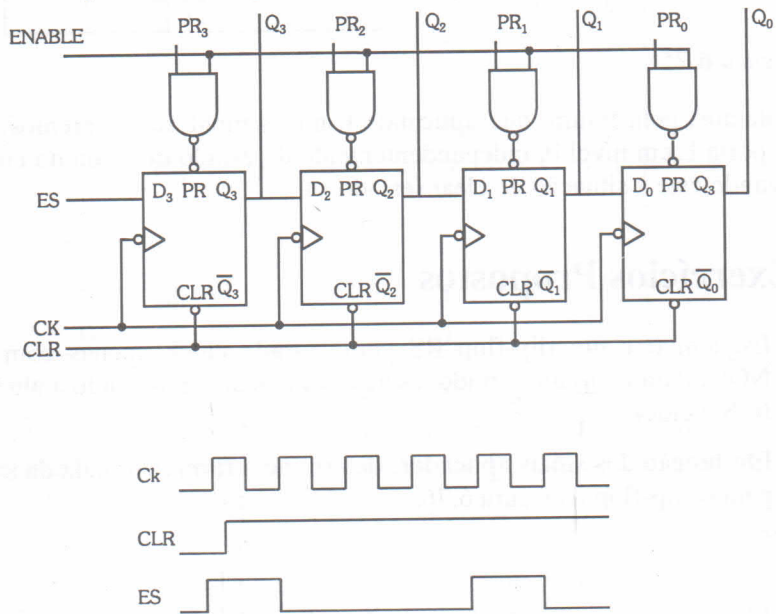 PR3 Q3 PR2 Q2 PR1 Q1 PR0 Q0
ENABLE
ES D3 PR Q3 D2 PR Q2 D1 PR Q1 D0 PR Q3
CLR Q̅3 CLR Q̅2 CLR Q̅1 CLR Q̅0
CK
CLR
Ck
CLR
ES